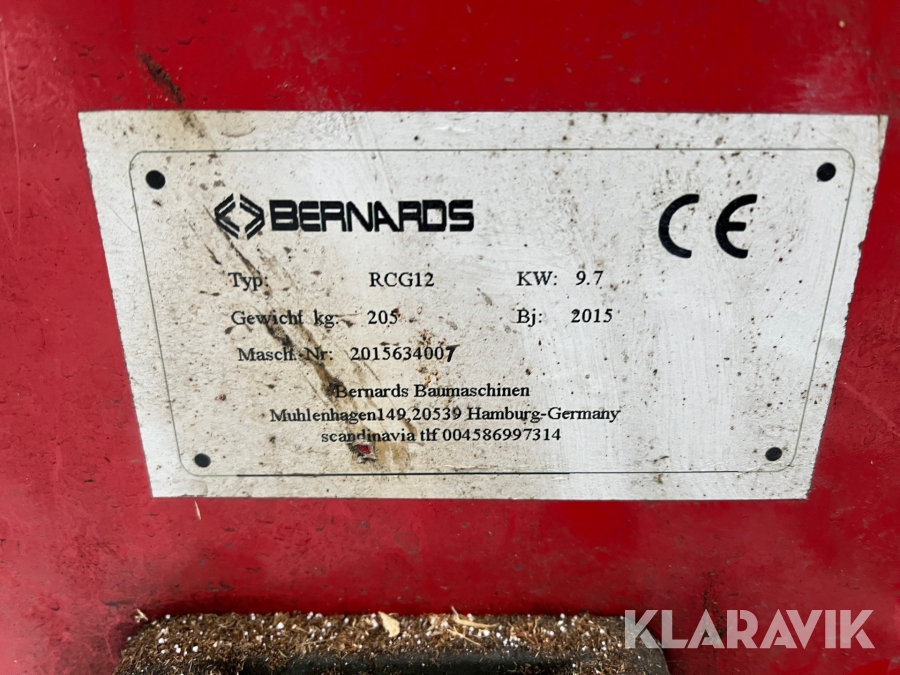 BERNARDS
CE
Typ: RCG12 KW: 9.7
Gewicht kg: 205 Bj: 2015
Masch.-Nr: 2015634007
Bernards Baumaschinen
Muhlenhagen149,20539 Hamburg-Germany
scandinavia tlf 004586997314
KLARAVIK